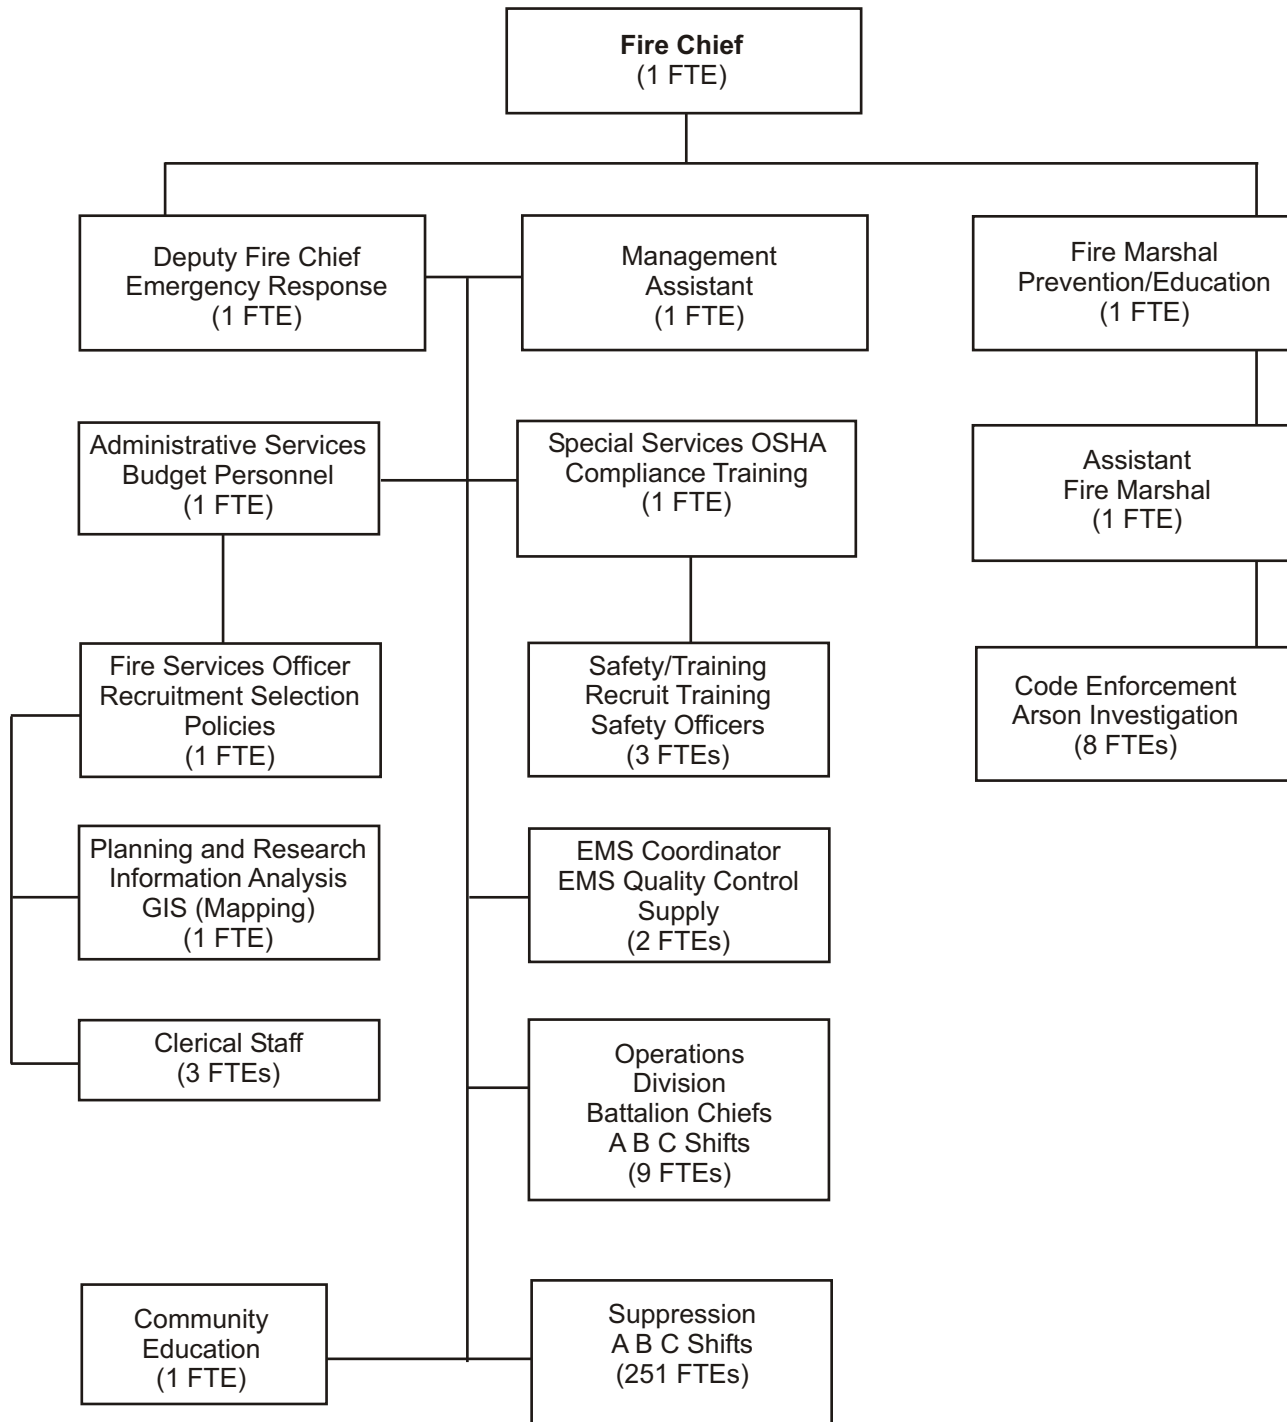 Fire Chief
(1 FTE)
Deputy Fire Chief
Emergency Response
(1 FTE)
Management
Assistant
(1 FTE)
Fire Marshal
Prevention/Education
(1 FTE)
Administrative Services
Budget Personnel
(1 FTE)
Special Services OSHA
Compliance Training
(1 FTE)
Assistant
Fire Marshal
(1 FTE)
Fire Services Officer
Recruitment Selection
Policies
(1 FTE)
Safety/Training
Recruit Training
Safety Officers
(3 FTEs)
Code Enforcement
Arson Investigation
(8 FTEs)
Planning and Research
Information Analysis
GIS (Mapping)
(1 FTE)
EMS Coordinator
EMS Quality Control
Supply
(2 FTEs)
Clerical Staff
(3 FTEs)
Operations
Division
Battalion Chiefs
A B C Shifts
(9 FTEs)
Community
Education
(1 FTE)
Suppression
A B C Shifts
(251 FTEs)